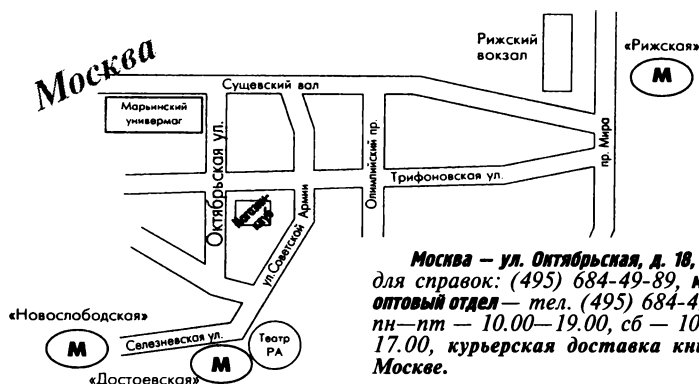 Москва
Рижский
вокзал
«Рижская»
М
Сущевский вал
Марьинский
универмаг
Октябрьская ул.
Олимпийский пр.
пр. Мира
Трифоновская ул.
ул.Советской Армии
Москва — ул. Октябрьская, д. 18,
для справок: (495) 684-49-89,
оптовый отдел — тел. (495) 684-4
пн—пт — 10.00—19.00, сб — 10
17.00, курьерская доставка кни
Москве.
«Новослободская»
М
Селезневская ул.
М
Театр
РА
«Достоевская»